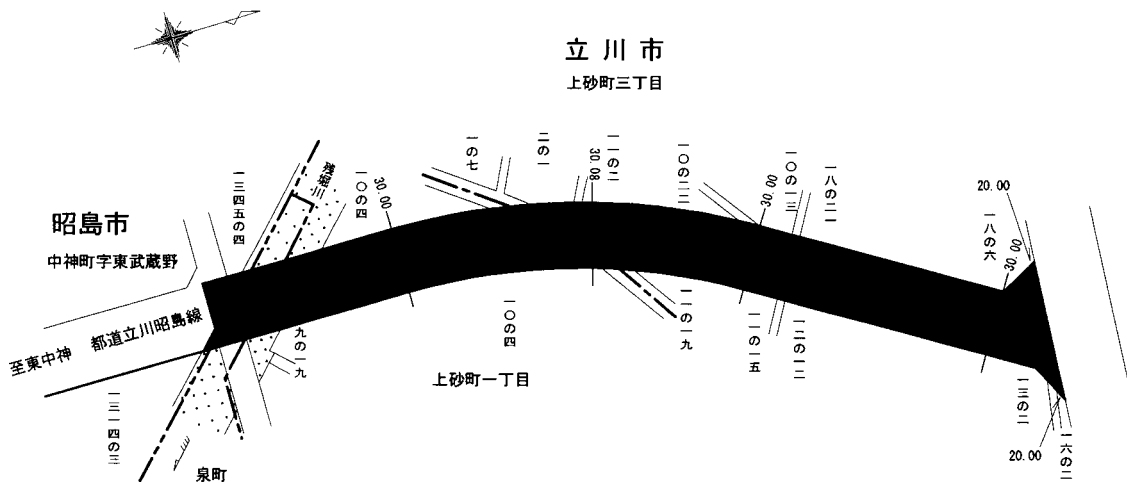 立川市
上砂町三丁目
昭島市
中神町字東武蔵野
至東中神　都道立川昭島線
一三四五の四
残堀川
一〇の四
30.00
一の七
二の一
30.08
一一の二
一〇の二二
30.00
一〇の一三
一八の二一
20.00
一八の六
30.00
一三一四の三
泉町
九の一九
上砂町一丁目
一〇の四
一一の一九
一一の一五
一二の一二
一三の二
20.00
一六の二